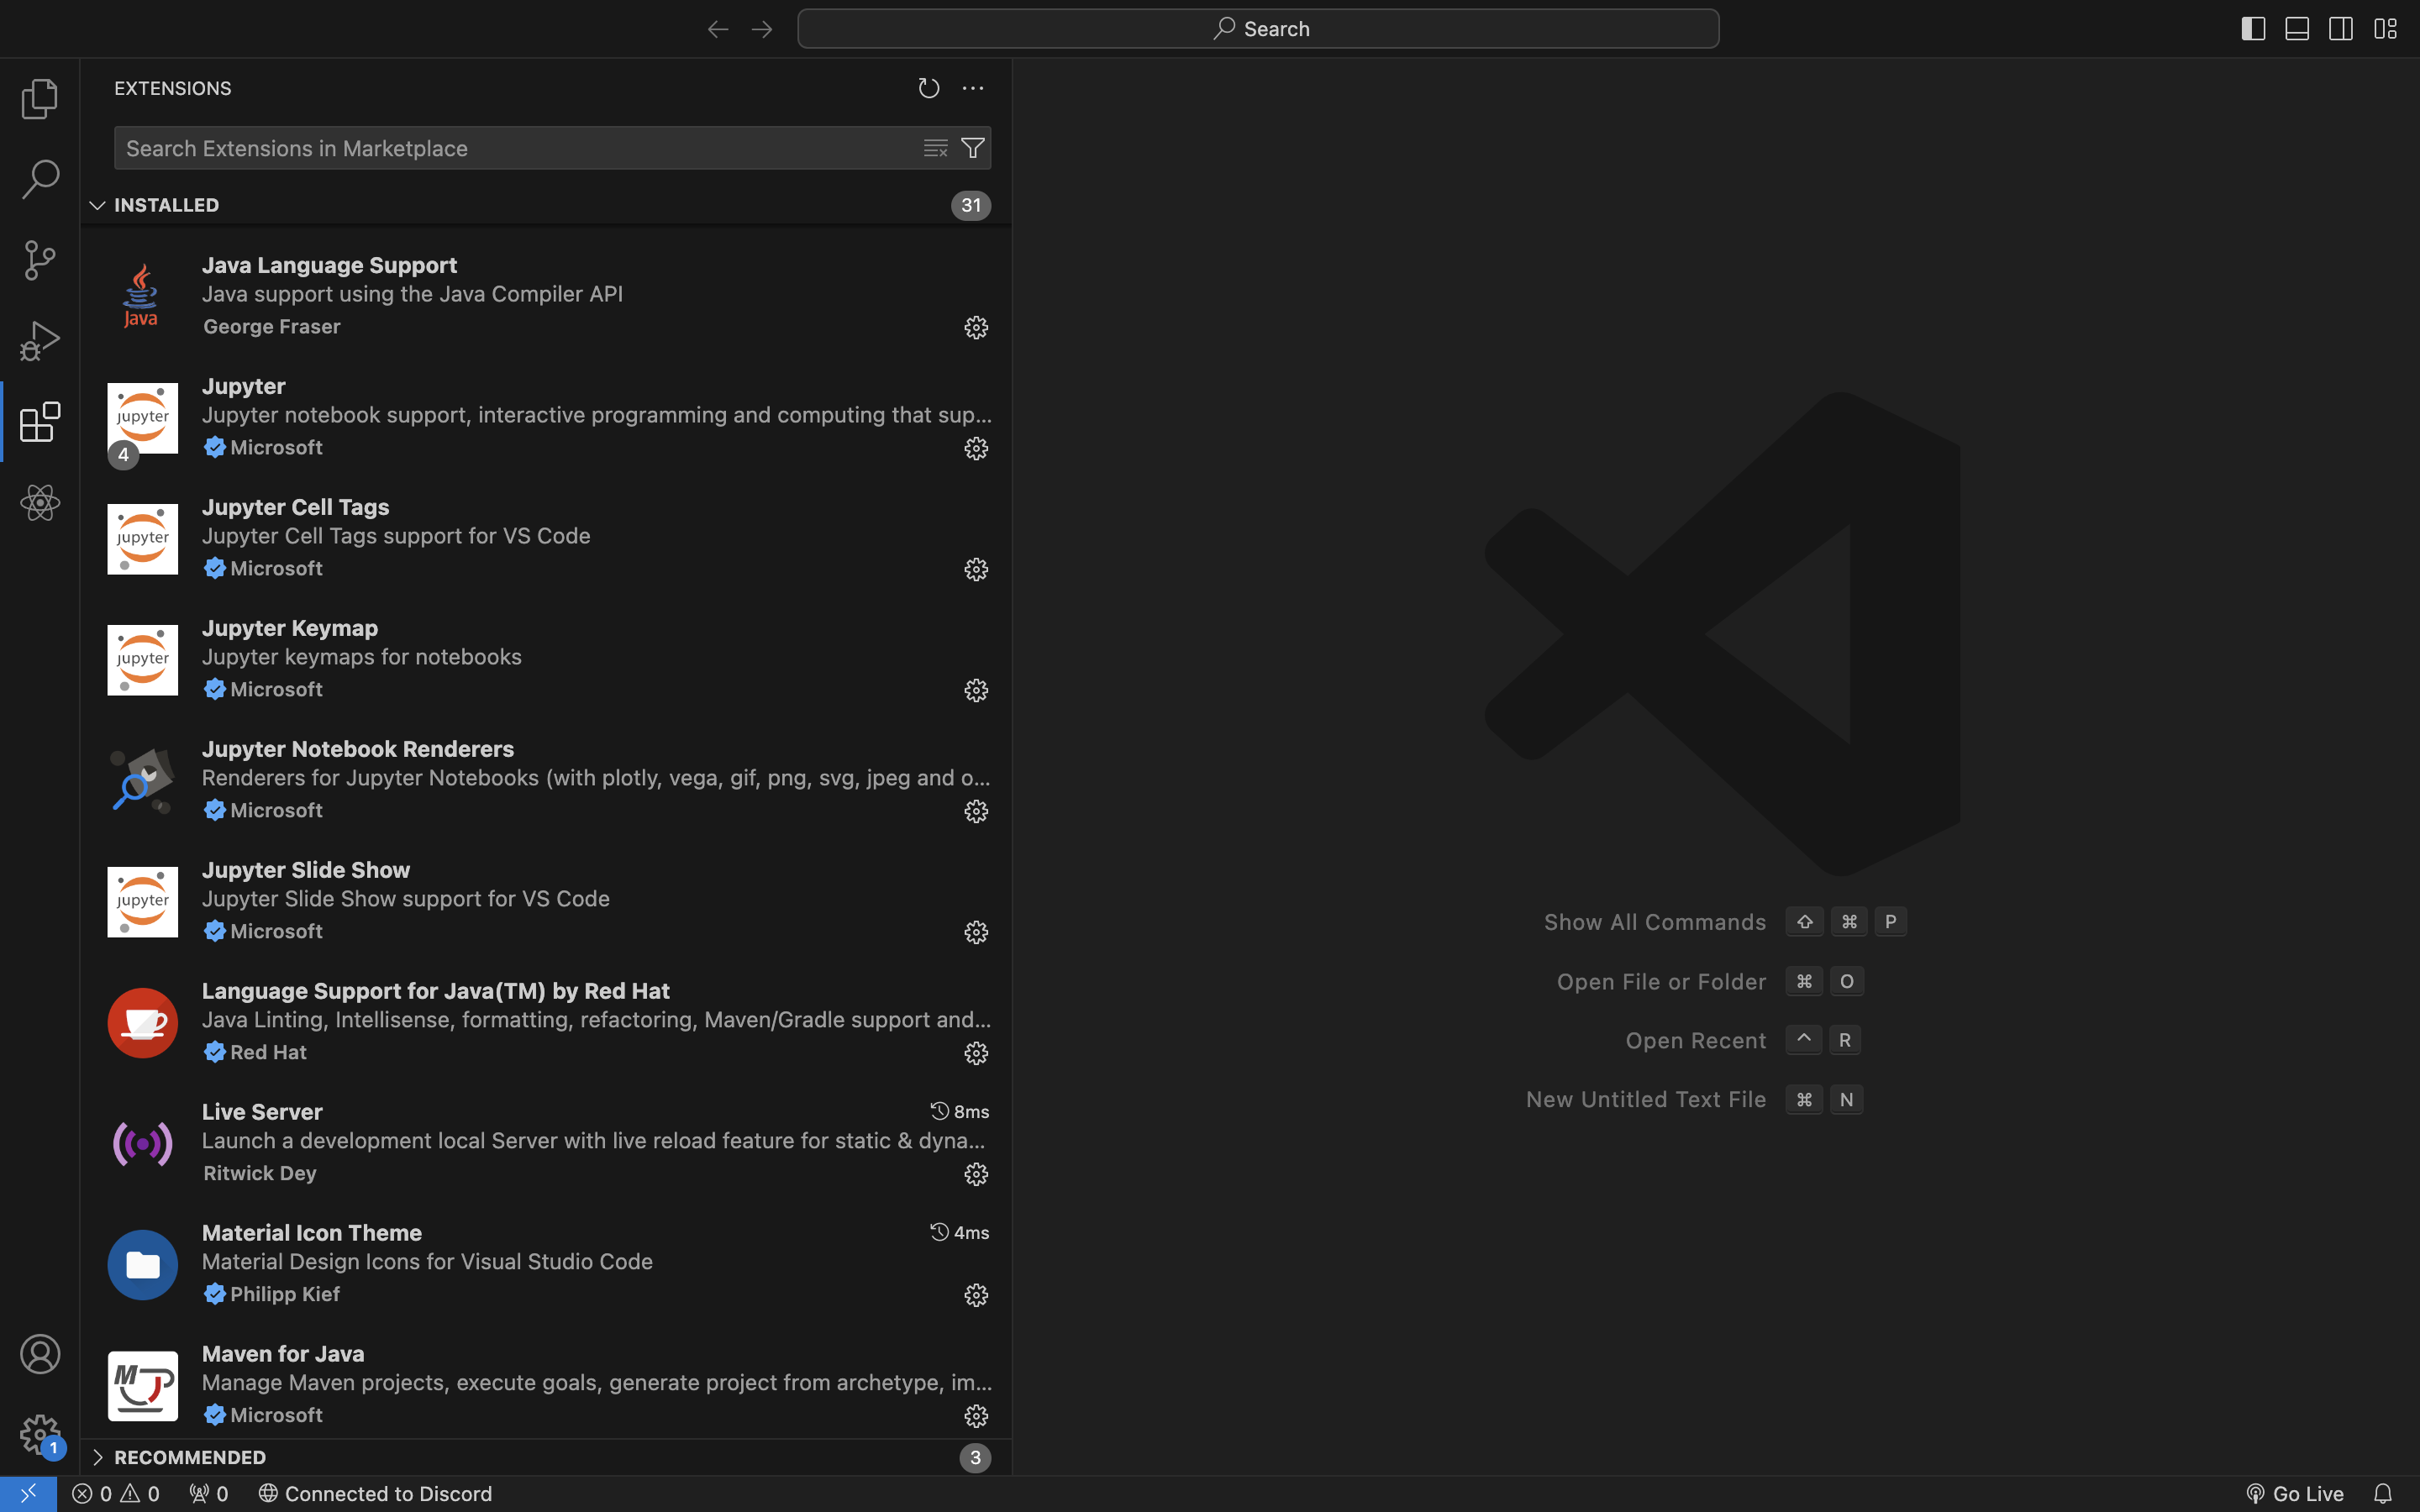 Search
EXTENSIONS
Search Extensions in Marketplace
INSTALLED 31
Java Language Support
Java support using the Java Compiler API
George Fraser
Java
Jupyter
Jupyter notebook support, interactive programming and computing that sup...
Microsoft
jupyter
4
Jupyter Cell Tags
Jupyter Cell Tags support for VS Code
Microsoft
jupyter
Jupyter Keymap
Jupyter keymaps for notebooks
Microsoft
jupyter
Jupyter Notebook Renderers
Renderers for Jupyter Notebooks (with plotly, vega, gif, png, svg, jpeg and o...
Microsoft
Jupyter Slide Show
Jupyter Slide Show support for VS Code
Microsoft
jupyter
Language Support for Java(TM) by Red Hat
Java Linting, Intellisense, formatting, refactoring, Maven/Gradle support and...
Red Hat
Live Server 8ms
Launch a development local Server with live reload feature for static & dyna...
Ritwick Dey
Material Icon Theme 4ms
Material Design Icons for Visual Studio Code
Philipp Kief
Maven for Java
Manage Maven projects, execute goals, generate project from archetype, im...
Microsoft
M
RECOMMENDED 3
1
Show All Commands ⇧ ⌘ P
Open File or Folder ⌘ O
Open Recent ^ R
New Untitled Text File ⌘ N
0 0 0 Connected to Discord Go Live